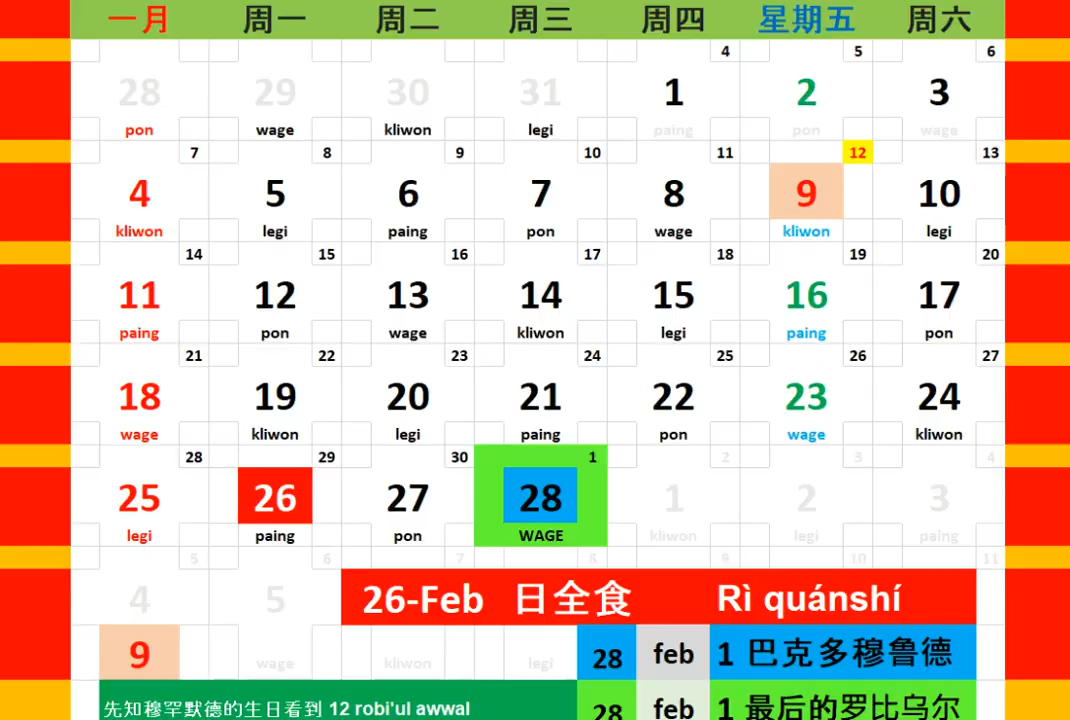 一月 周一 周二 周三 周四 星期五 周六
4 5 6
28 29 30 31 1 2 3
pon wage kliwon legi paing pon wage
7 8 9 10 11 12 13
4 5 6 7 8 9 10
kliwon legi paing pon wage kliwon legi
14 15 16 17 18 19 20
11 12 13 14 15 16 17
paing pon wage kliwon legi paing pon
21 22 23 24 25 26 27
18 19 20 21 22 23 24
wage kliwon legi paing pon wage kliwon
28 29 30 1 2 3 4
25 26 27 28 1 2 3
legi paing pon WAGE kliwon legi paing
5 6 7 8 9 10 11
4 5 26-Feb 日全食 Rì quánshí
9 wage kliwon legi 28 feb 1 巴克多穆鲁德
先知穆罕默德的生日看到 12 robi'ul awwal 28 feb 1 最后的罗比乌尔